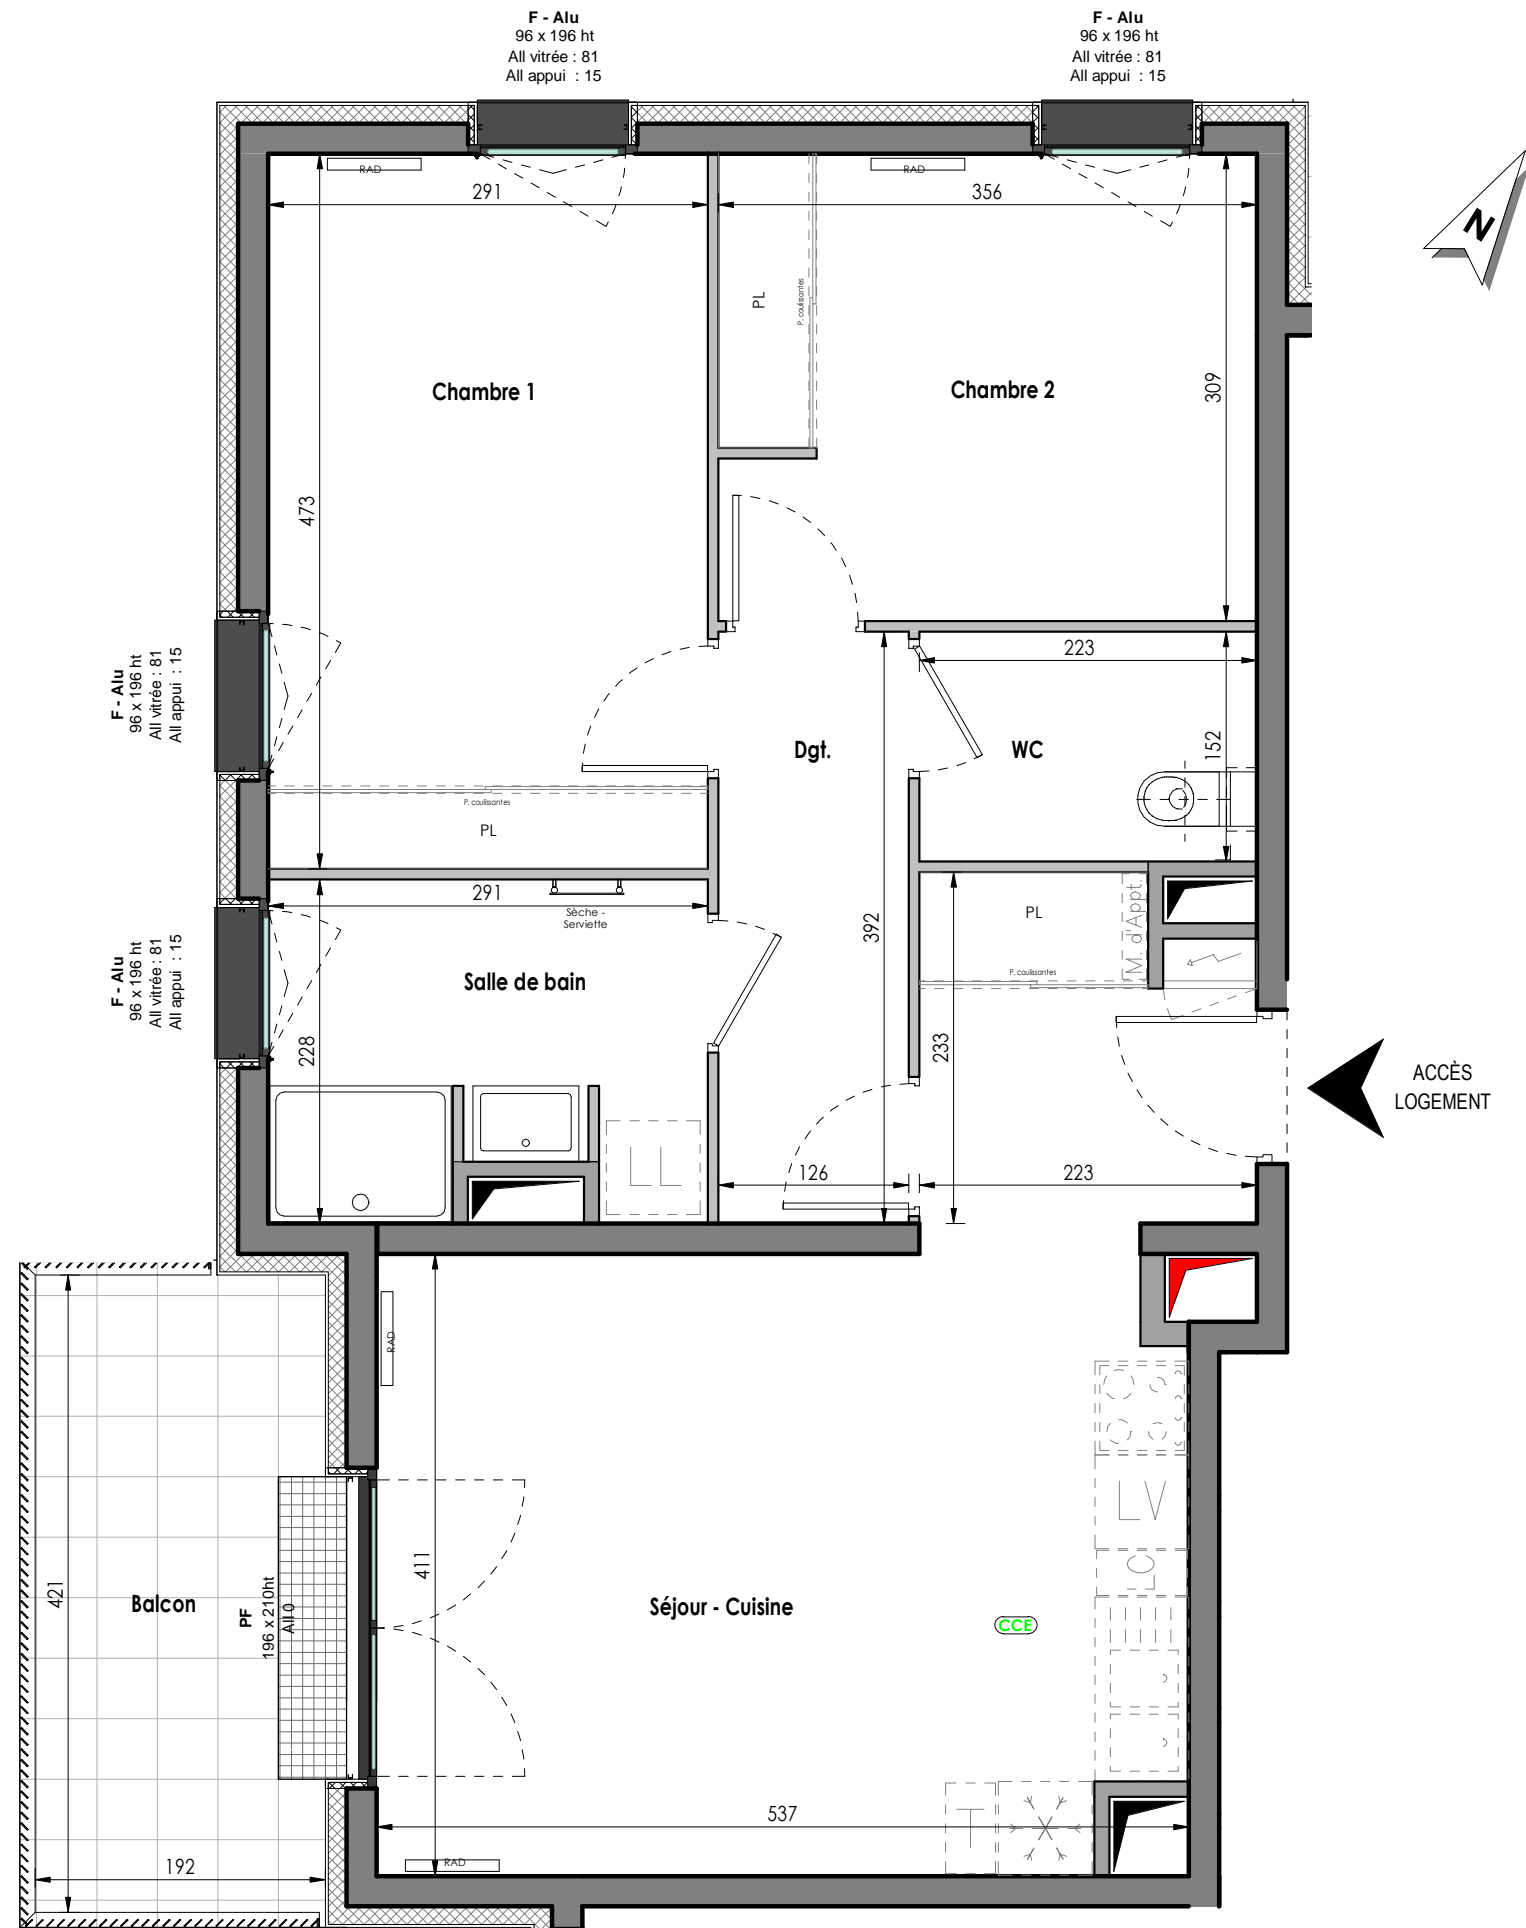 F - Alu
96 x 196 ht
All vitrée : 81
All appui : 15
F - Alu
96 x 196 ht
All vitrée : 81
All appui : 15
N
RAD
RAD
291
356
PL
P. coulissantes
Chambre 1
Chambre 2
309
473
F - Alu
96 x 196 ht
All vitrée : 81
All appui : 15
223
Dgt.
WC
152
P. coulissantes
PL
291
Sèche -
Serviette
392
PL
M. d'Appt.
P. coulissantes
F - Alu
96 x 196 ht
All vitrée : 81
All appui : 15
Salle de bain
228
233
ACCÈS
LOGEMENT
LL
126
223
RAD
LV
411
421
Balcon
PF
196 x 210ht
All 0
Séjour - Cuisine
CCE
T
537
192
RAD